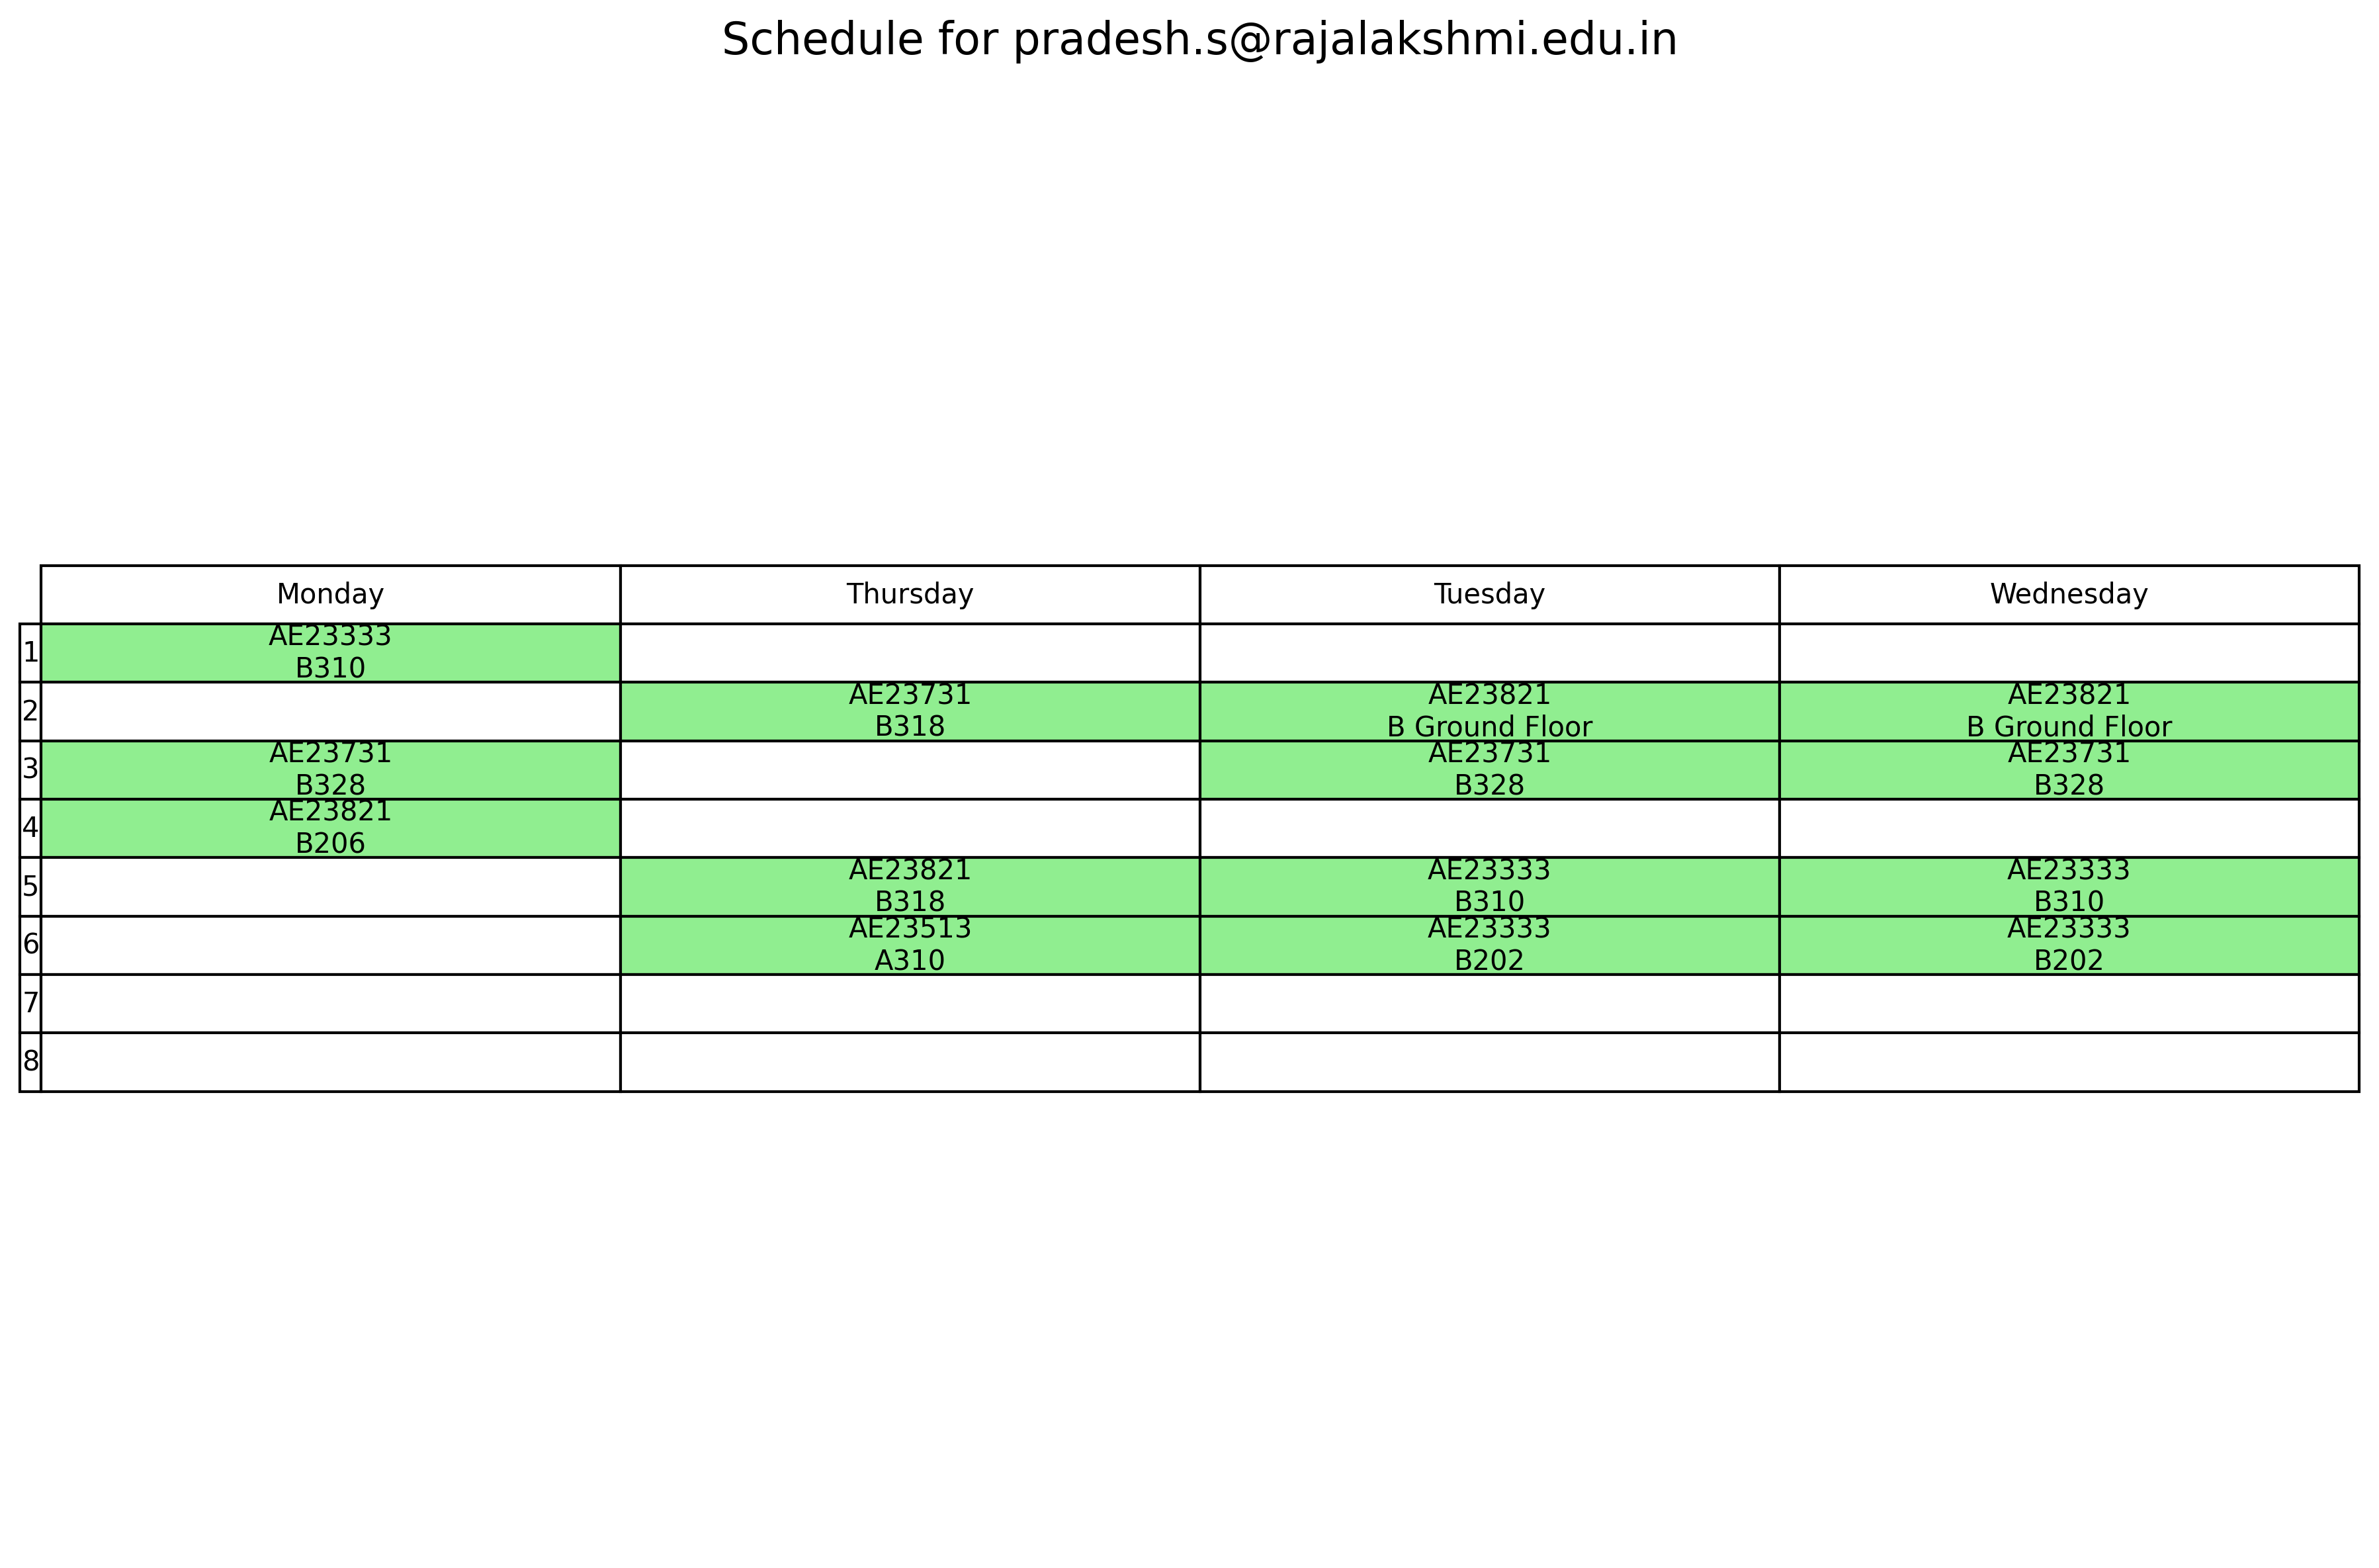 Schedule for pradesh.s@rajalakshmi.edu.in
Monday Thursday Tuesday Wednesday
1
AE23333
B310
2
AE23731
B318
AE23821
B Ground Floor
AE23821
B Ground Floor
3
AE23731
B328
AE23731
B328
AE23731
B328
4
AE23821
B206
5
AE23821
B318
AE23333
B310
AE23333
B310
6
AE23513
A310
AE23333
B202
AE23333
B202
7
8